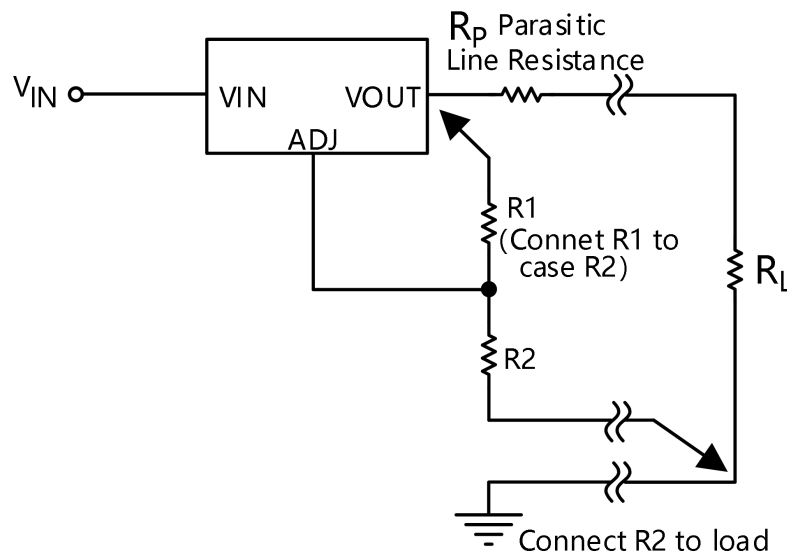 RP Parasitic
Line Resistance
VIN
VIN
VOUT
ADJ
R1
(Connet R1 to
case R2)
RL
R2
Connect R2 to load